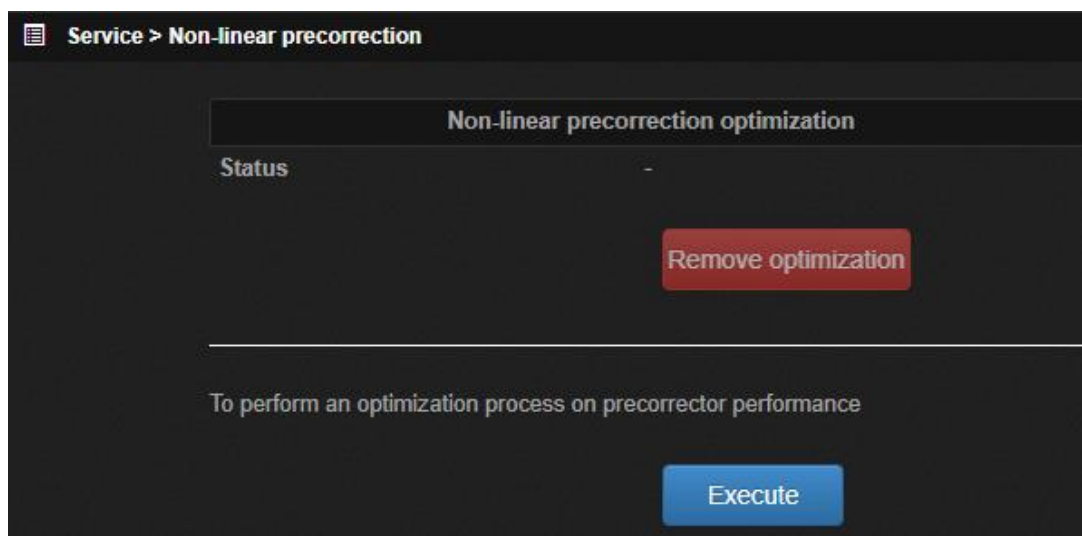 Service > Non-linear precorrection
Non-linear precorrection optimization
Status -
Remove optimization
To perform an optimization process on precorrector performance
Execute